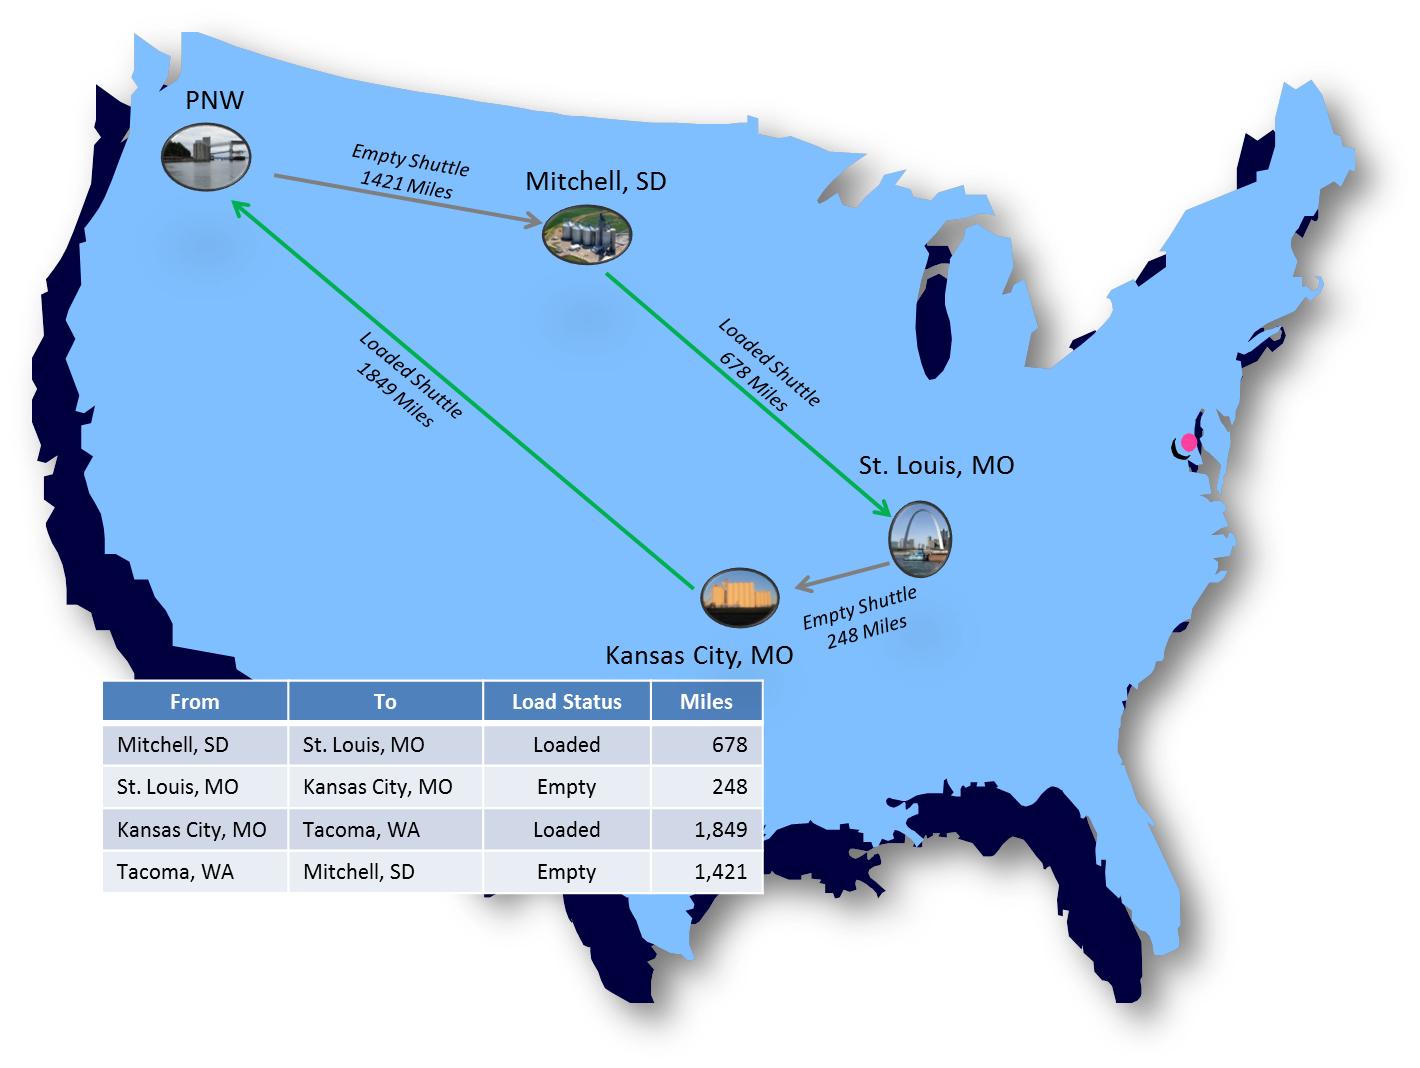 PNW
Empty Shuttle
1421 Miles
Mitchell, SD
Loaded Shuttle
1849 Miles
Loaded Shuttle
678 Miles
St. Louis, MO
Empty Shuttle
248 Miles
Kansas City, MO
From To Load Status Miles
Mitchell, SD St. Louis, MO Loaded 678
St. Louis, MO Kansas City, MO Empty 248
Kansas City, MO Tacoma, WA Loaded 1,849
Tacoma, WA Mitchell, SD Empty 1,421